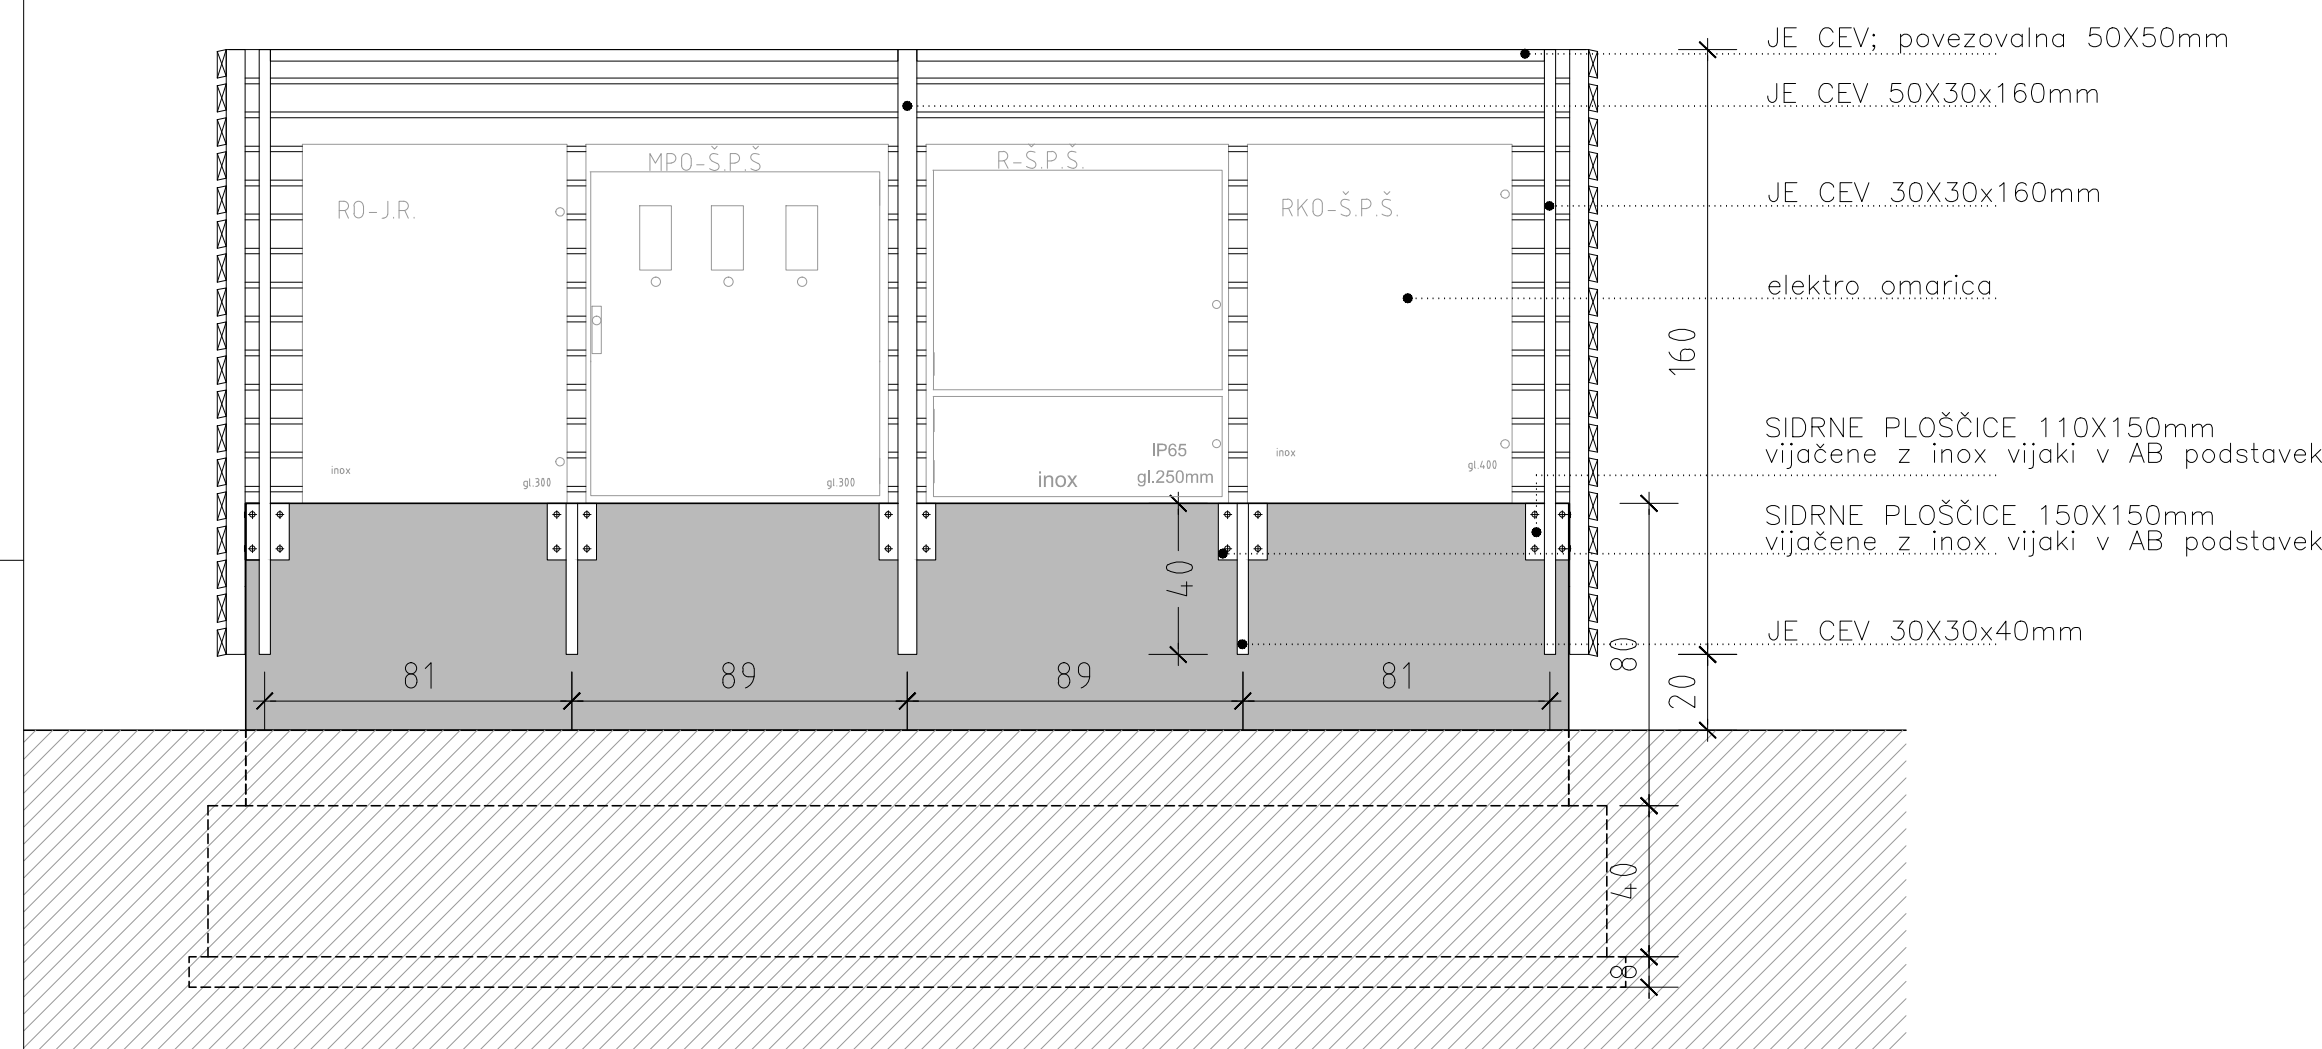 JE CEV; povezovalna 50X50mm
JE CEV 50X30x160mm
MPO-Š.P.Š
R-Š.P.Š.
RO-J.R.
RKO-Š.P.Š.
JE CEV 30X30x160mm
elektro omarica
160
SIDRNE PLOŠČICE 110X150mm
vijačene z inox vijaki v AB podstavek
inox
gl.300
gl.300
IP65
inox
gl.250mm
inox
gl.400
SIDRNE PLOŠČICE 150X150mm
vijačene z inox vijaki v AB podstavek
40
JE CEV 30X30x40mm
80
81
89
89
81
20
40
8